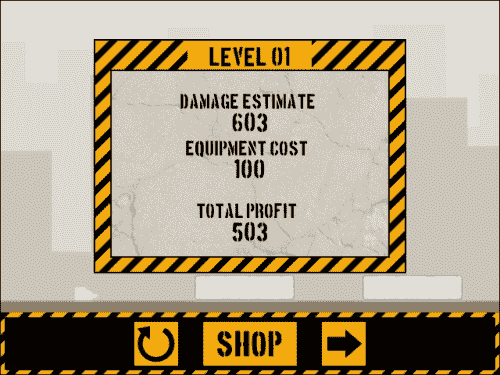 LEVEL 01
DAMAGE ESTIMATE
603
EQUIPMENT COST
100
TOTAL PROFIT
503
SHOP